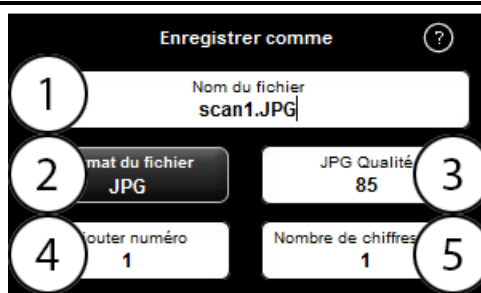 Enregistrer comme ?
1 Nom du fichier
scan1.JPG
2 mat du fichier
JPG
JPG Qualité 3
85
4 outer numéro
1
Nombre de chiffres 5
1